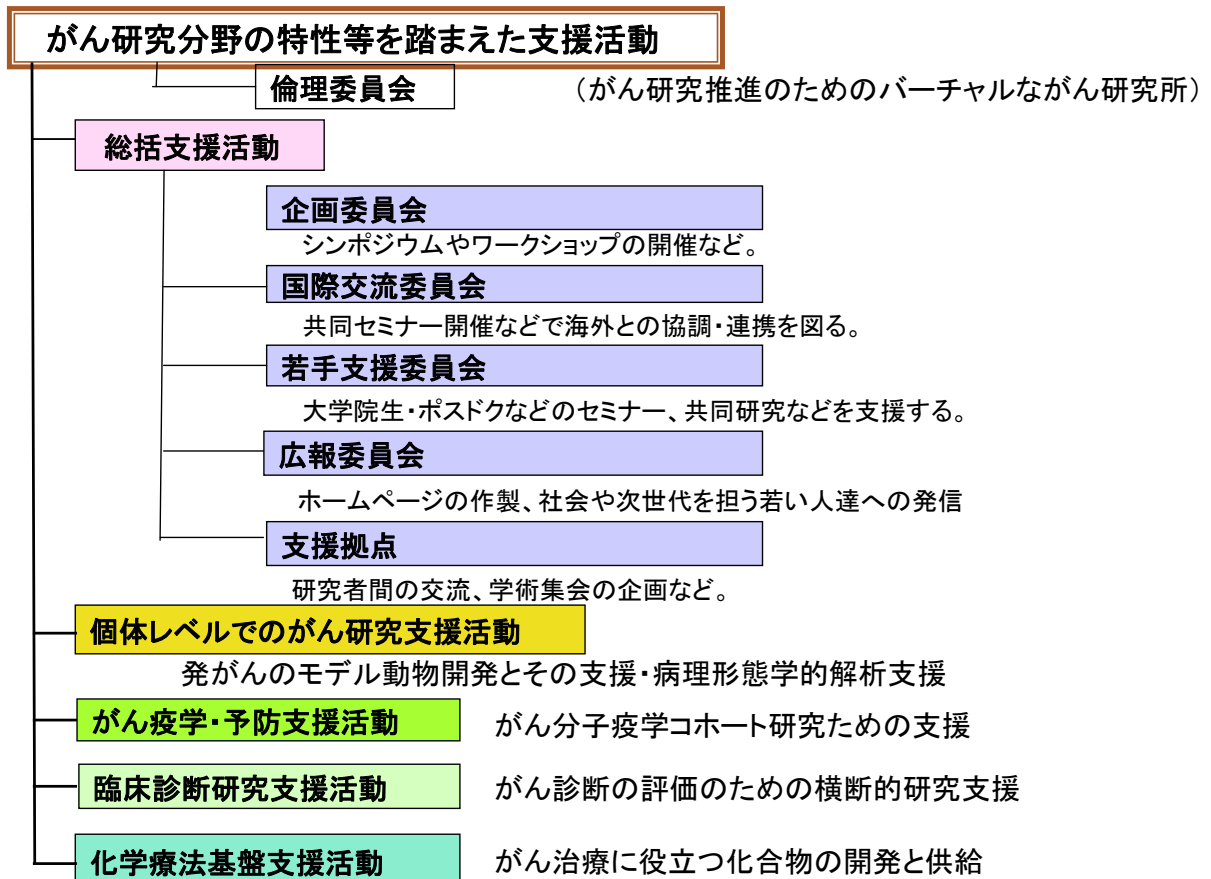 がん研究分野の特性等を踏まえた支援活動
倫理委員会
（がん研究推進のためのバーチャルながん研究所）
総括支援活動
企画委員会
シンポジウムやワークショップの開催など。
国際交流委員会
共同セミナー開催などで海外との協調・連携を図る。
若手支援委員会
大学院生・ポスドクなどのセミナー、共同研究などを支援する。
広報委員会
ホームページの作製、社会や次世代を担う若い人達への発信
支援拠点
研究者間の交流、学術集会の企画など。
個体レベルでのがん研究支援活動
発がんのモデル動物開発とその支援・病理形態学的解析支援
がん疫学・予防支援活動
がん分子疫学コホート研究ための支援
臨床診断研究支援活動
がん診断の評価のための横断的研究支援
化学療法基盤支援活動
がん治療に役立つ化合物の開発と供給